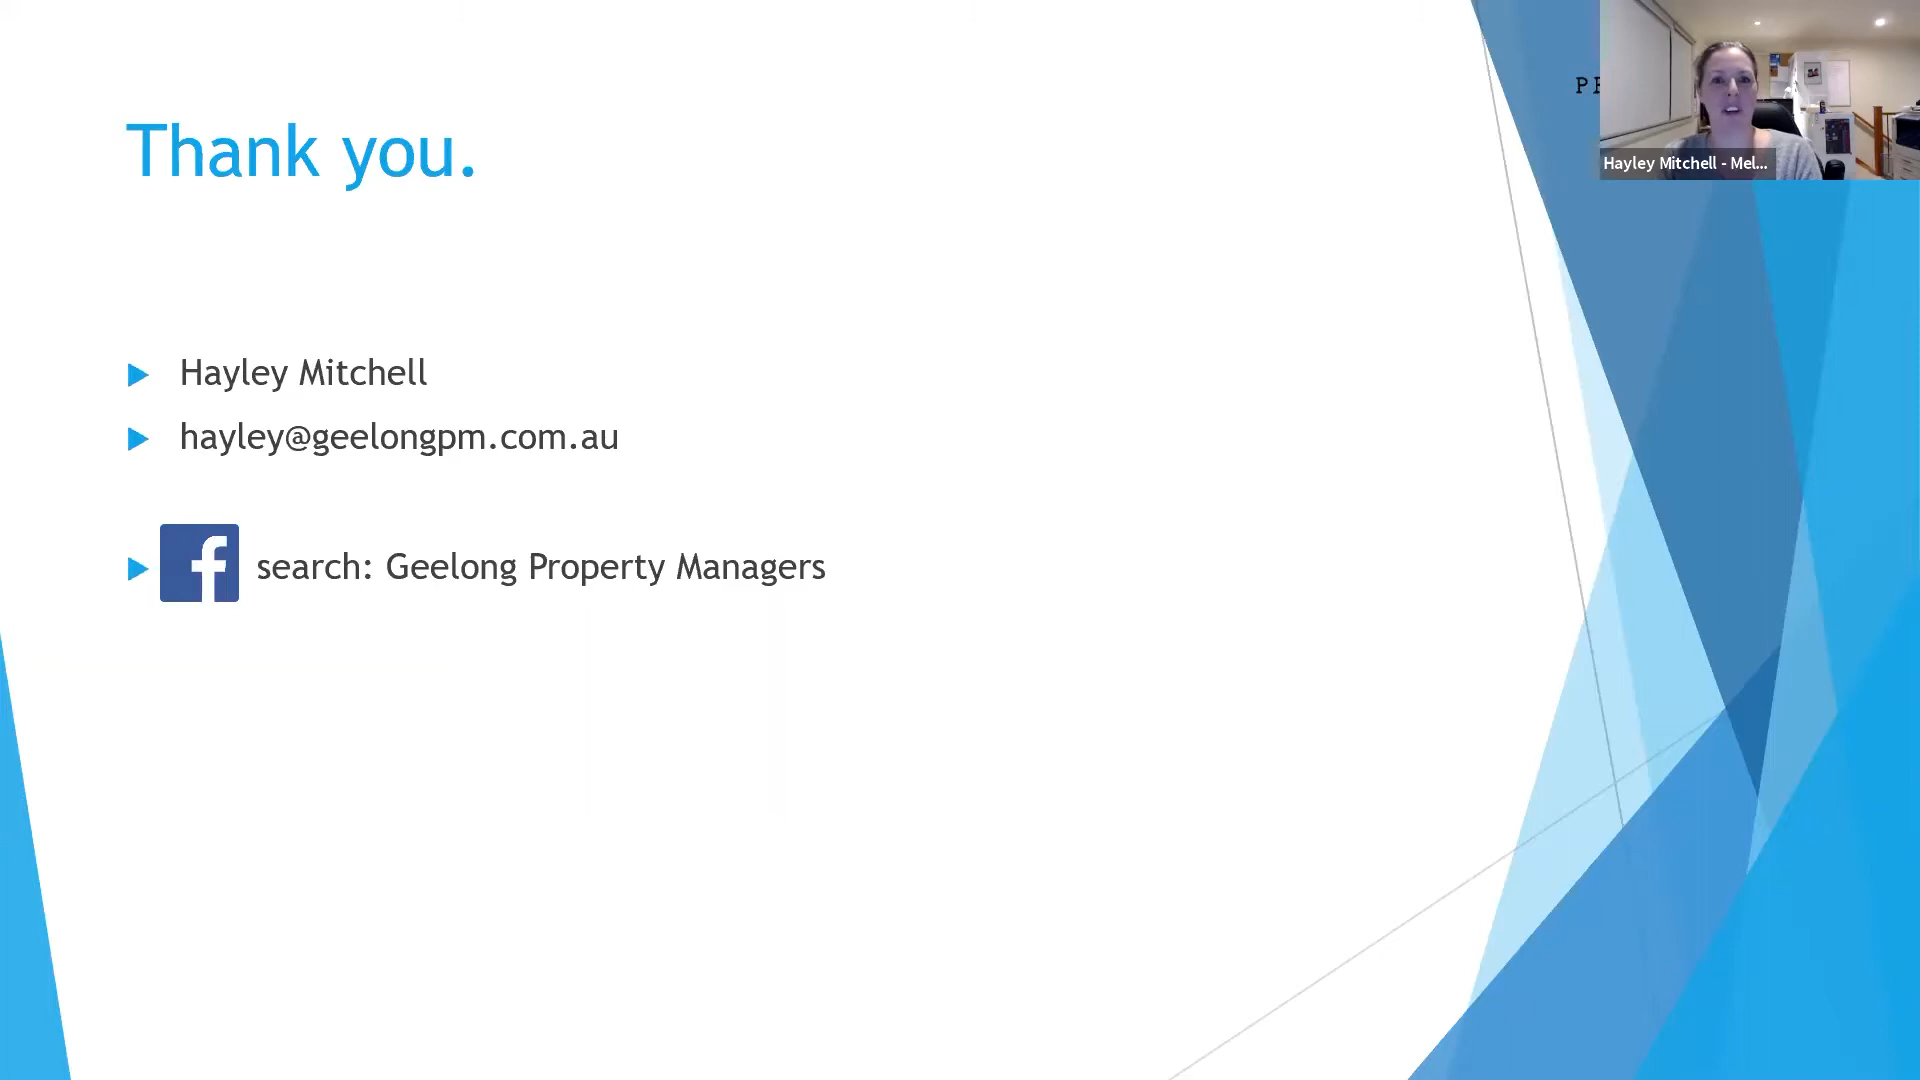 Thank you.
Hayley Mitchell
hayley@geelongpm.com.au
search: Geelong Property Managers
Hayley Mitchell - Mel...